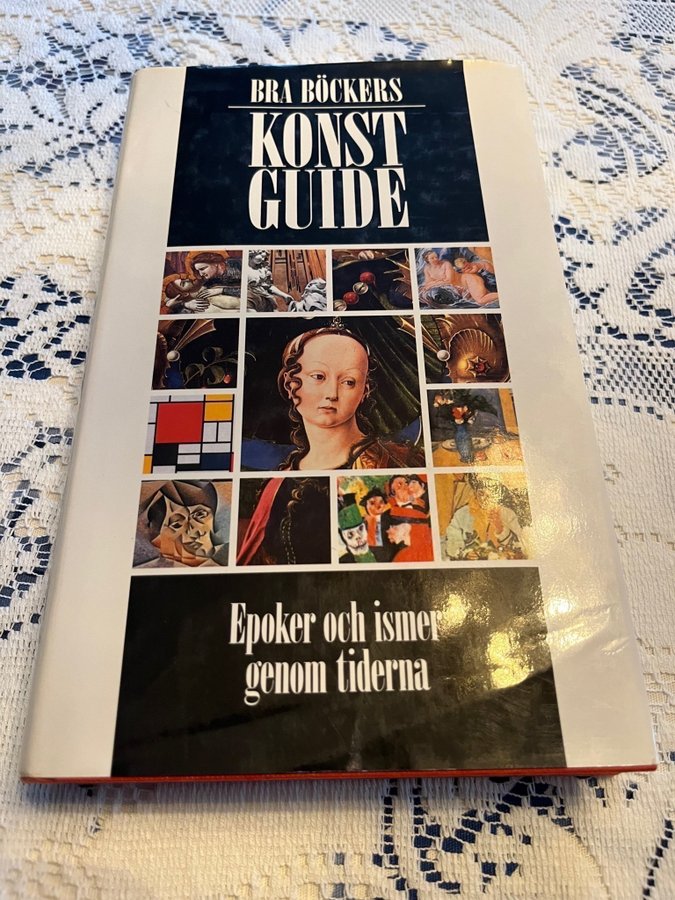 BRA BÖCKERS
KONST
GUIDE
Epoker och ismer
genom tiderna